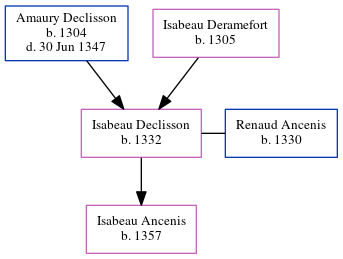 Amaury Declisson
b. 1304
d. 30 Jun 1347
Isabeau Deramefort
b. 1305
Isabeau Declisson
b. 1332
Renaud Ancenis
b. 1330
Isabeau Ancenis
b. 1357